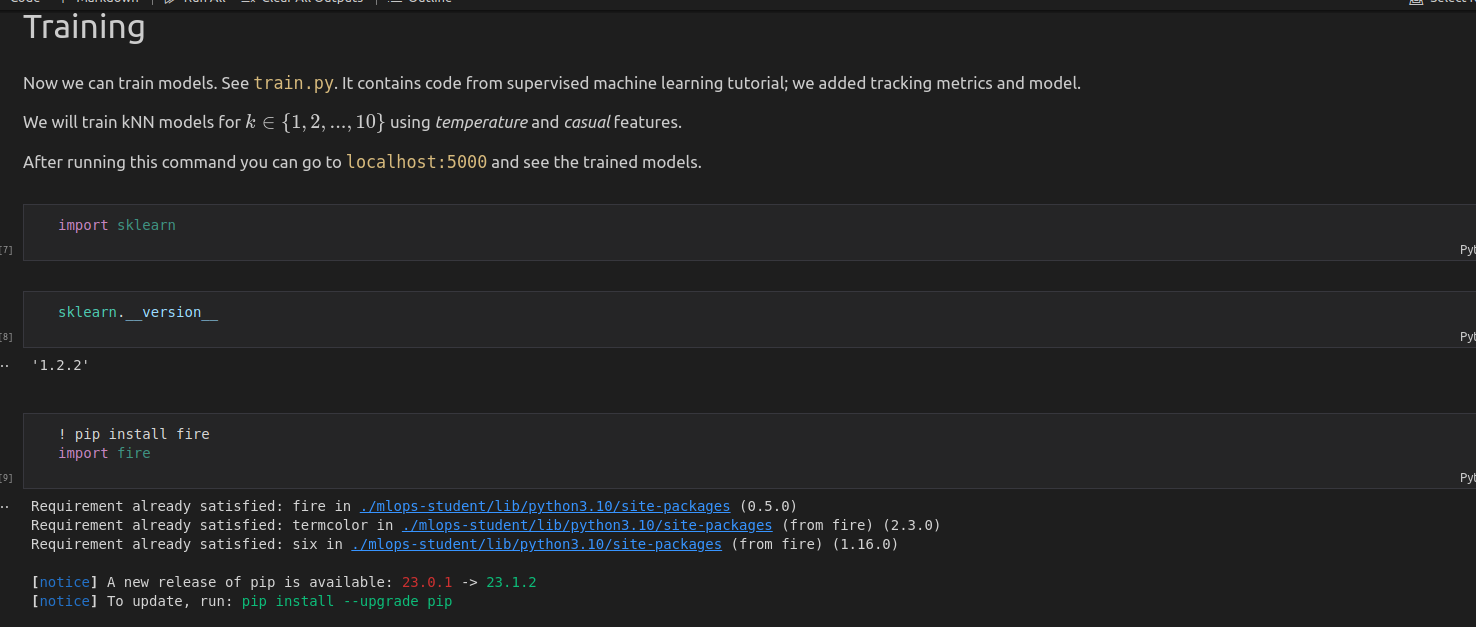 Code
Markdown
Run All
Clear All Outputs
Outline
Training
Now we can train models. See train.py. It contains code from supervised machine learning tutorial; we added tracking metrics and model.
We will train kNN models for k ∈ {1, 2, ..., 10} using temperature and casual features.
After running this command you can go to localhost:5000 and see the trained models.
import sklearn
[7]
Pyt
sklearn.__version__
[8]
Pyt
'1.2.2'
! pip install fire
import fire
[9]
Pyt
Requirement already satisfied: fire in ./mlops-student/lib/python3.10/site-packages (0.5.0)
Requirement already satisfied: termcolor in ./mlops-student/lib/python3.10/site-packages (from fire) (2.3.0)
Requirement already satisfied: six in ./mlops-student/lib/python3.10/site-packages (from fire) (1.16.0)
[notice] A new release of pip is available: 23.0.1 -> 23.1.2
[notice] To update, run: pip install --upgrade pip